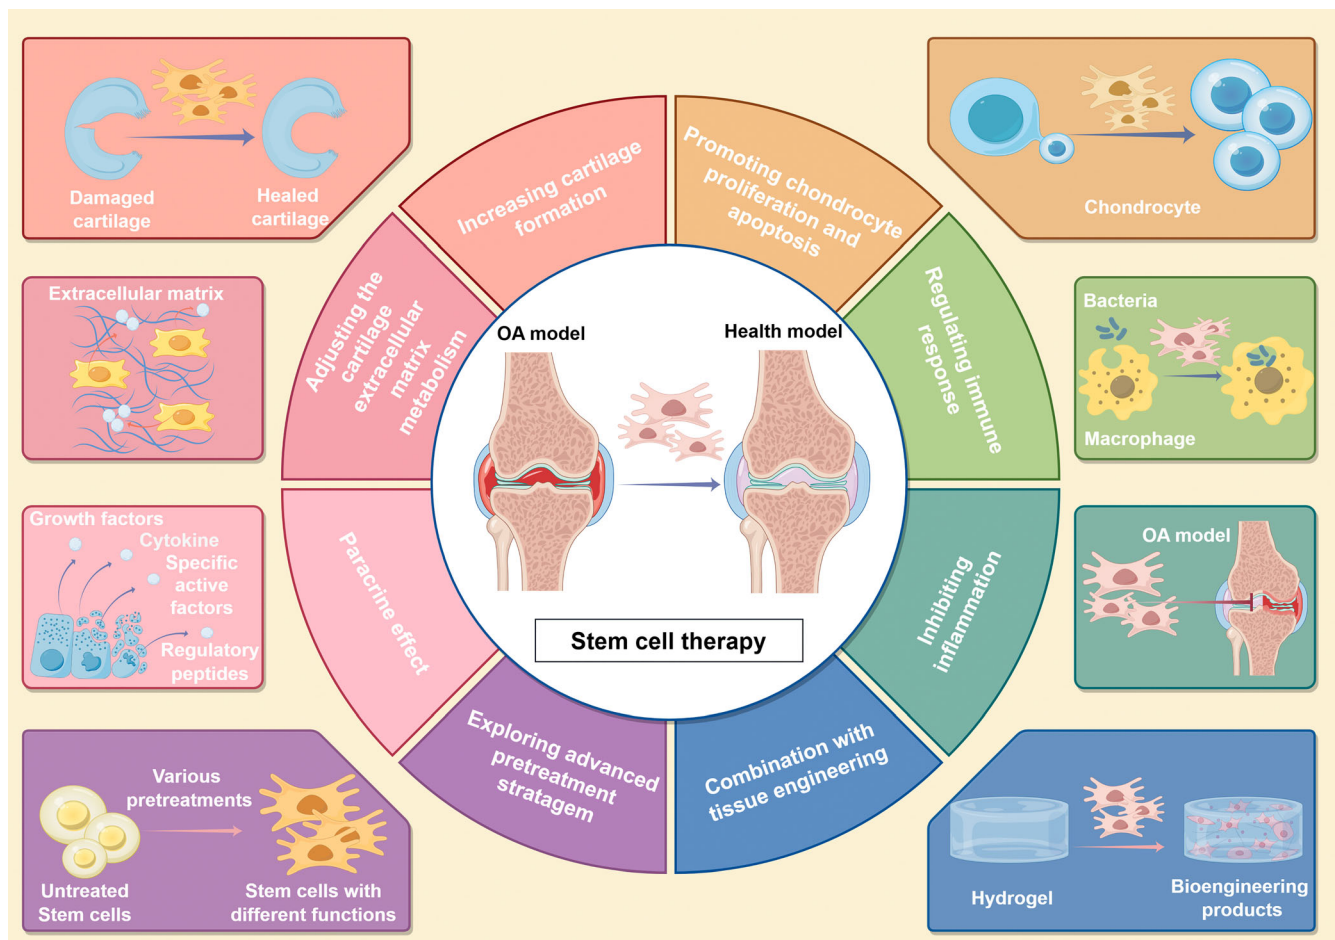 Damaged
cartilage
Healed
cartilage
Increasing cartilage
formation
Promoting chondrocyte
proliferation and
apoptosis
Chondrocyte
Extracellular matrix
Adjusting the
cartilage
extracellular
matrix
metabolism
OA model
Health model
Stem cell therapy
Regulating immune
response
Bacteria
Macrophage
Growth factors
Cytokine
Specific
active
factors
Regulatory
peptides
Paracrine effect
Inhibiting
inflammation
OA model
Various
pretreatments
Untreated
Stem cells
Stem cells with
different functions
Exploring advanced
pretreatment
stratagem
Combination with
tissue engineering
Hydrogel
Bioengineering
products